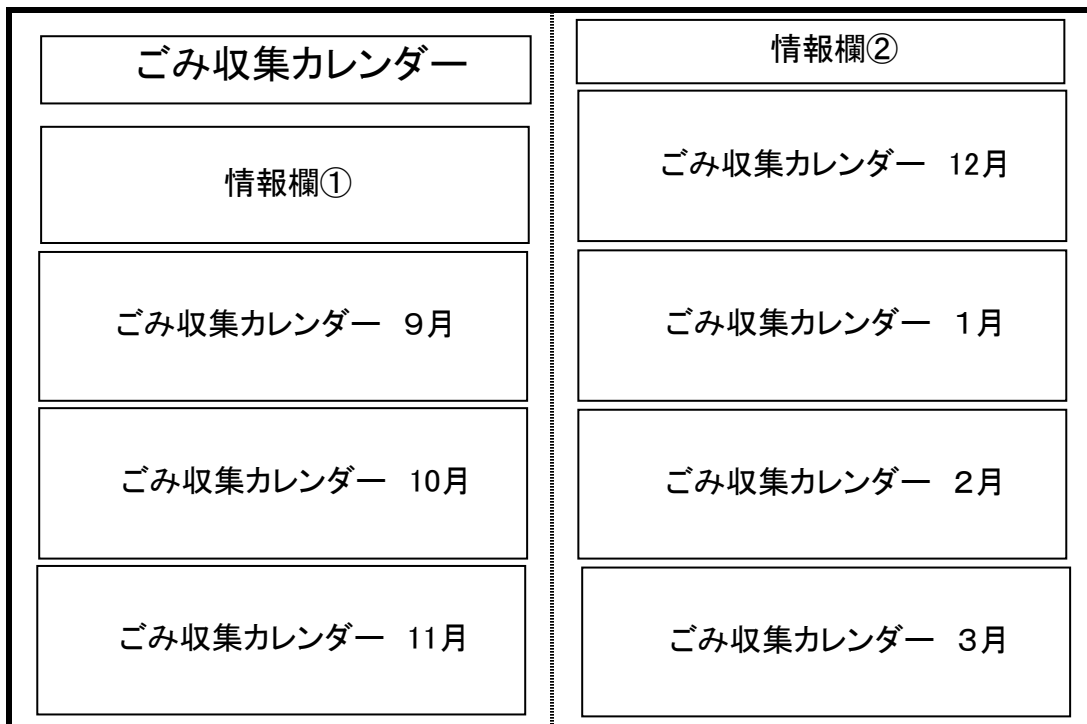 ごみ収集カレンダー
情報欄①
ごみ収集カレンダー　９月
ごみ収集カレンダー　10月
ごみ収集カレンダー　11月
情報欄②
ごみ収集カレンダー　12月
ごみ収集カレンダー　１月
ごみ収集カレンダー　２月
ごみ収集カレンダー　３月